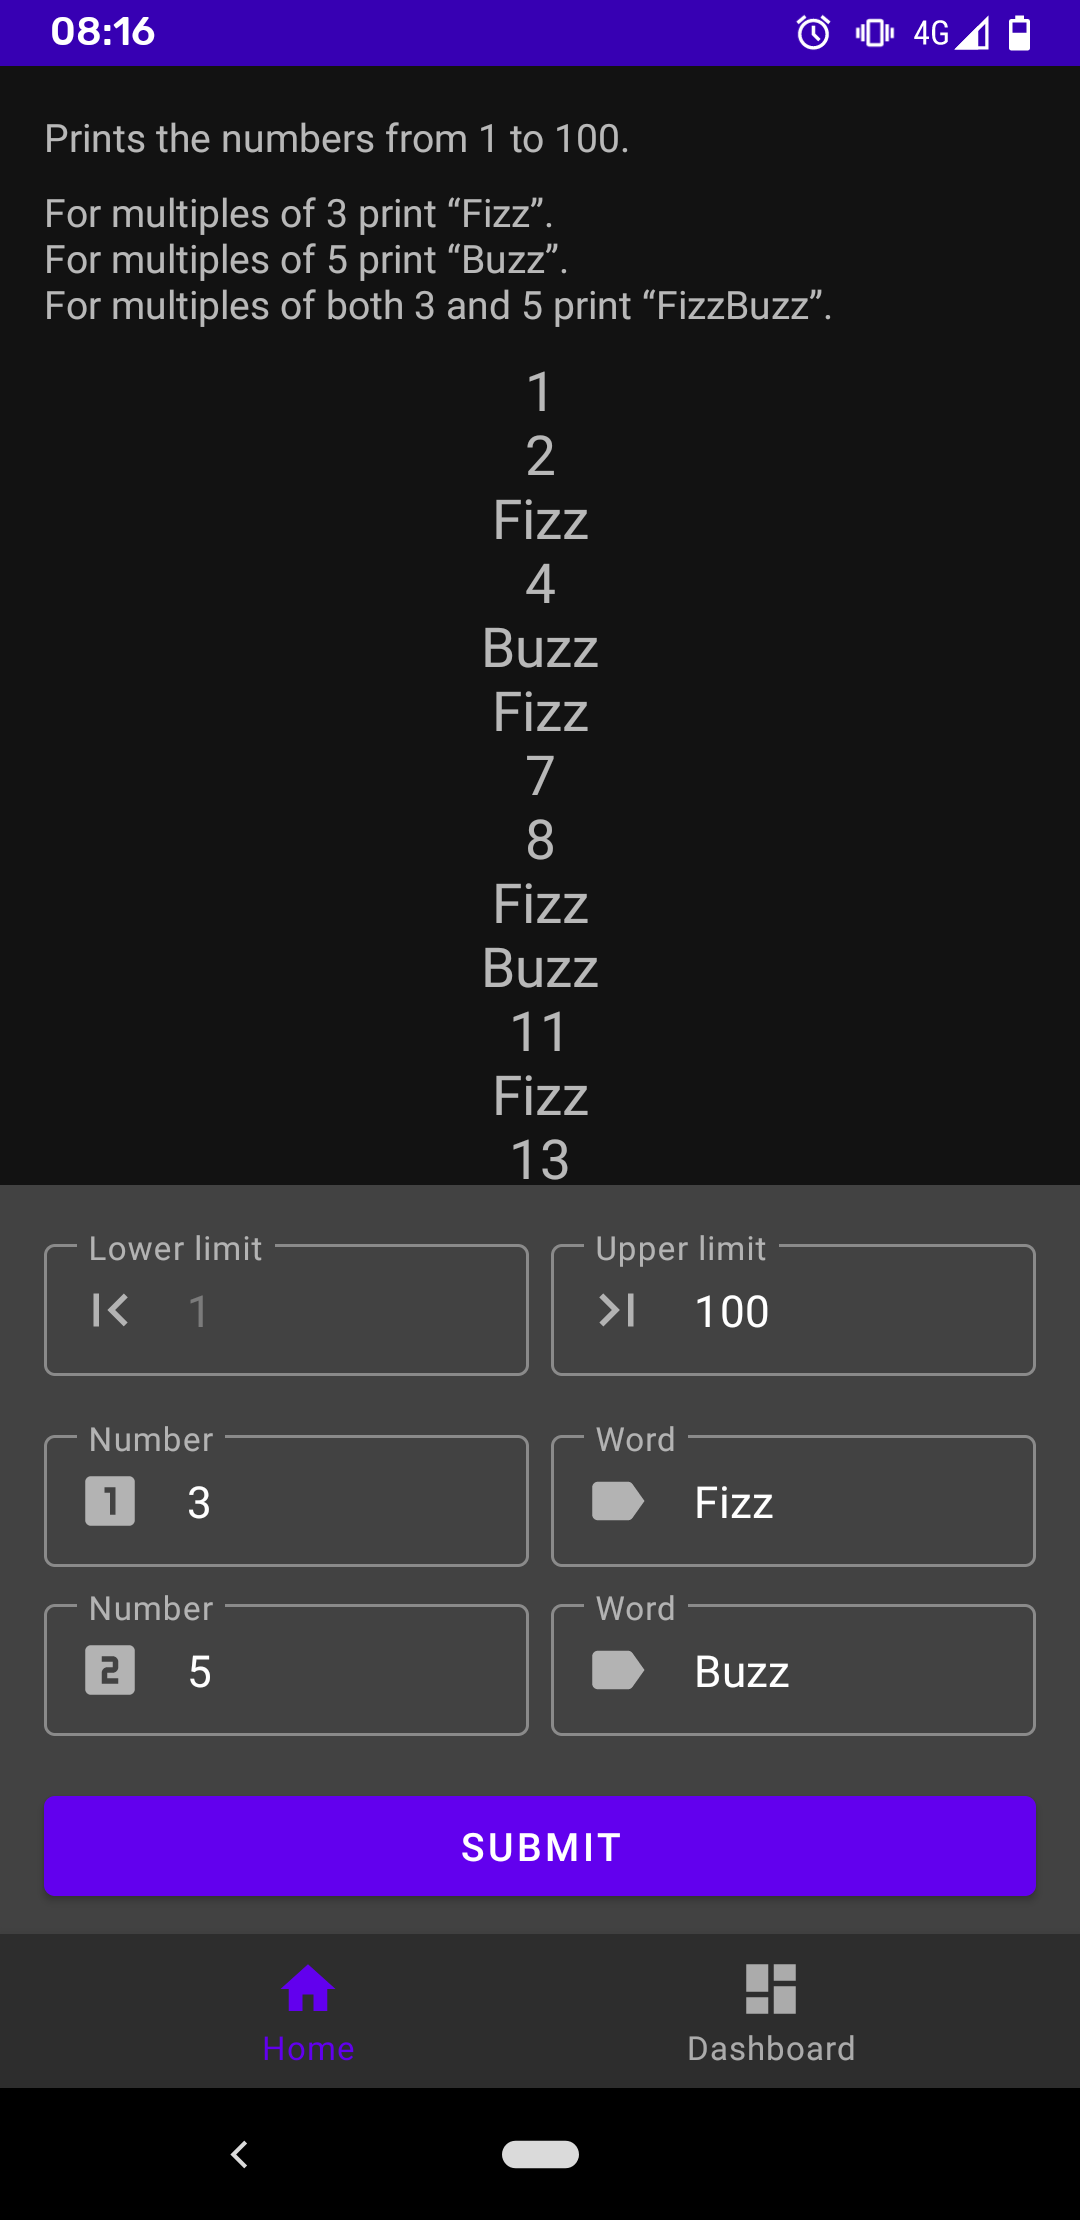 08:16
4G
Prints the numbers from 1 to 100.
For multiples of 3 print “Fizz”.
For multiples of 5 print “Buzz”.
For multiples of both 3 and 5 print “FizzBuzz”.
1
2
Fizz
4
Buzz
Fizz
7
8
Fizz
Buzz
11
Fizz
13
Lower limit
1
Upper limit
100
Number
1 3
Word
Fizz
Number
2 5
Word
Buzz
SUBMIT
Home
Dashboard